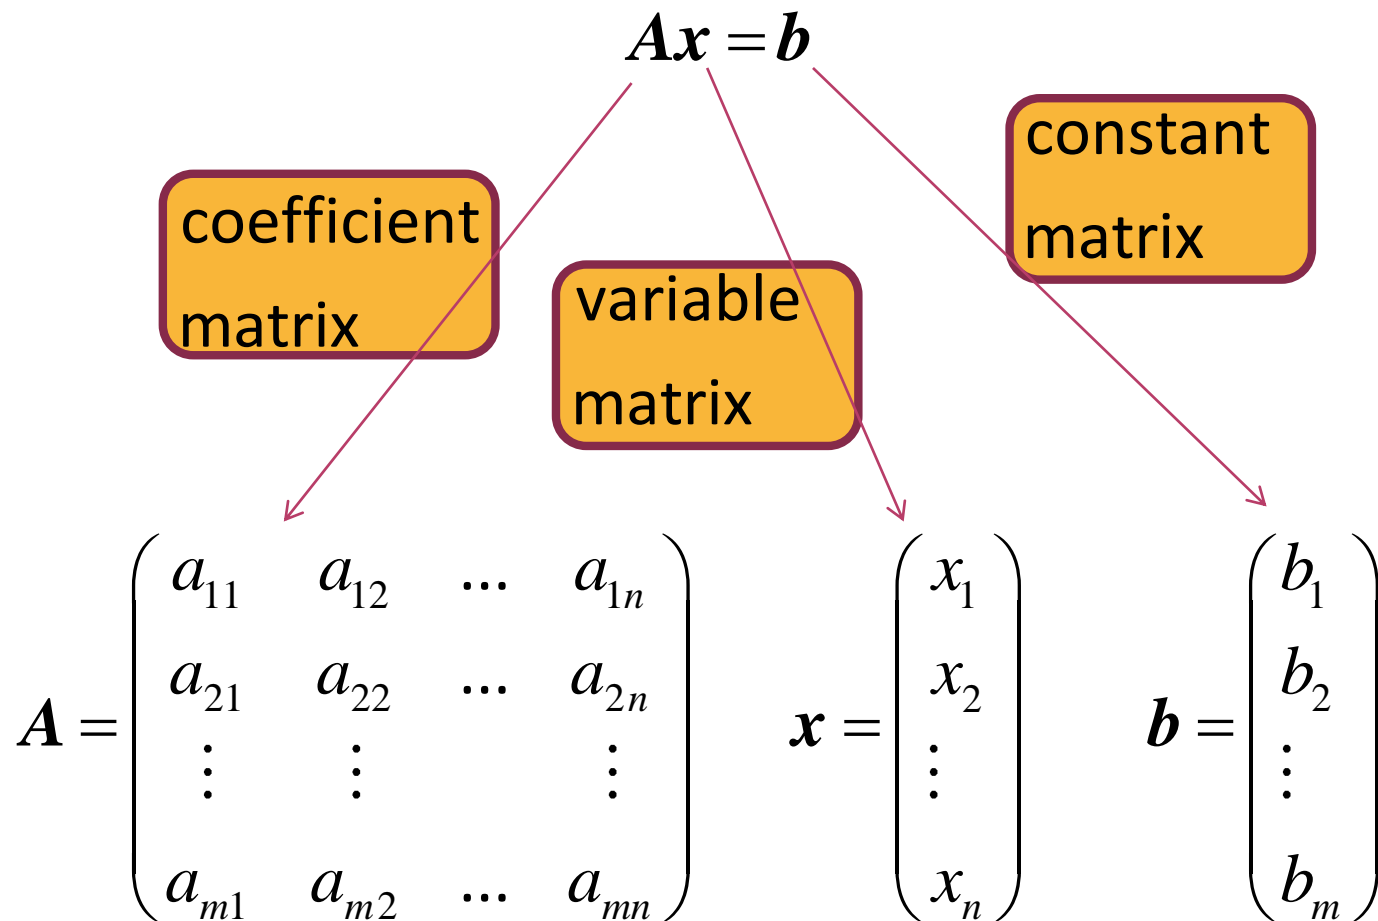 Ax = b
constant
matrix
coefficient
matrix
variable
matrix
A = ( a₁₁ a₁₂ ... a₁ₙ
a₂₁ a₂₂ ... a₂ₙ
⋮ ⋮ ⋮
aₘ₁ aₘ₂ ... aₘₙ )
x = ( x₁
x₂
⋮
xₙ )
b = ( b₁
b₂
⋮
bₘ )